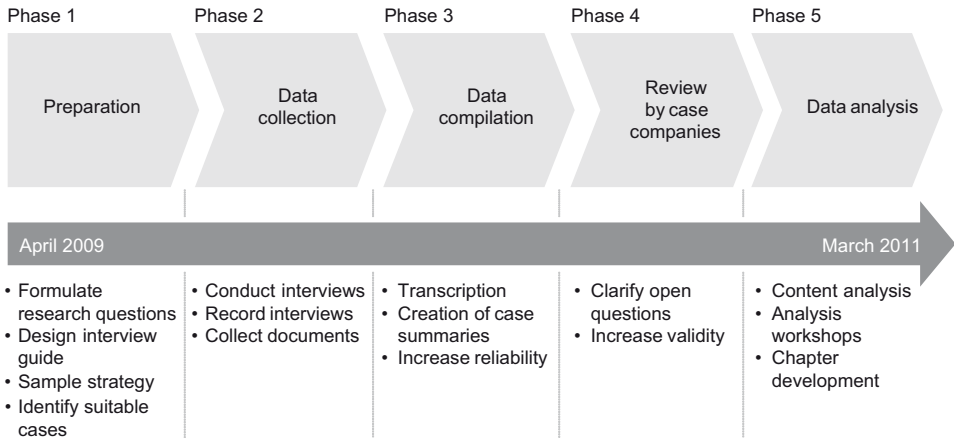 Phase 1
Phase 2
Phase 3
Phase 4
Phase 5
Preparation
Data
collection
Data
compilation
Review
by case
companies
Data analysis
April 2009
March 2011
• Formulate
research questions
• Design interview
guide
• Sample strategy
• Identify suitable
cases
• Conduct interviews
• Record interviews
• Collect documents
• Transcription
• Creation of case
summaries
• Increase reliability
• Clarify open
questions
• Increase validity
• Content analysis
• Analysis
workshops
• Chapter
development